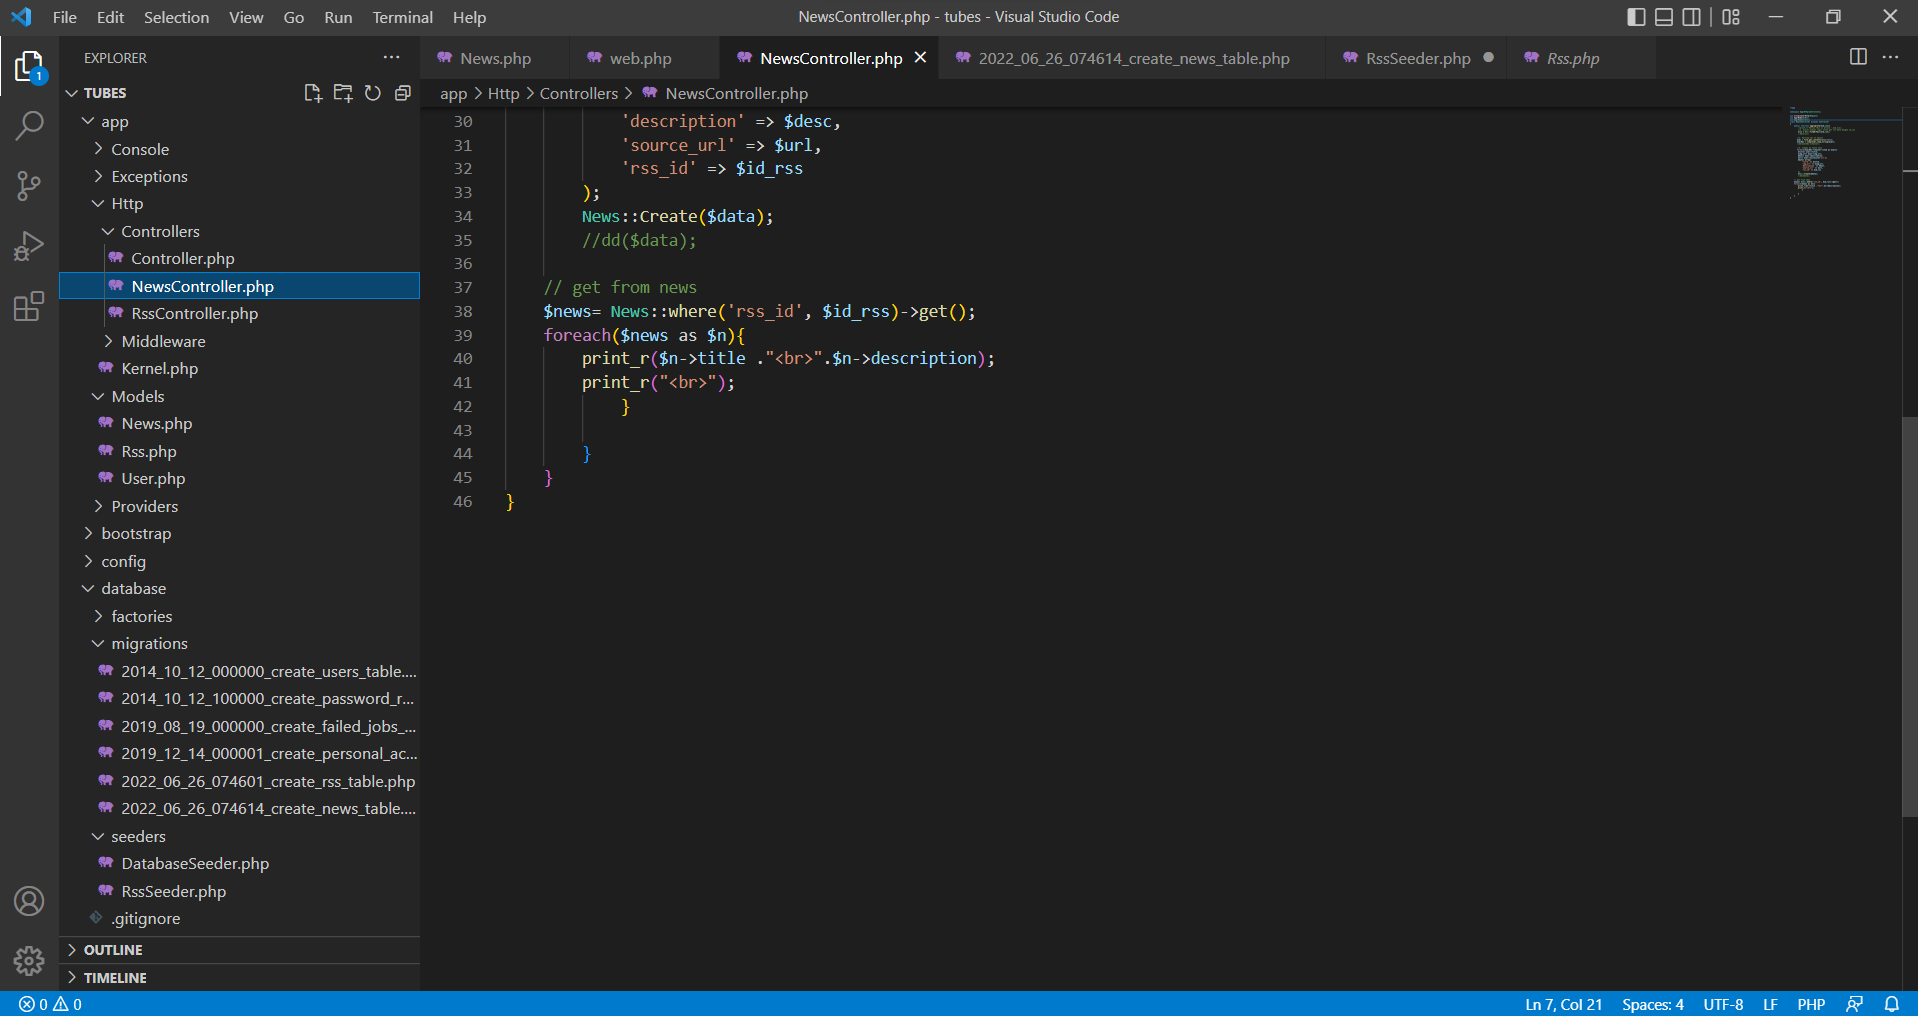 File Edit Selection View Go Run Terminal Help
NewsController.php - tubes - Visual Studio Code
EXPLORER
News.php
web.php
NewsController.php
2022_06_26_074614_create_news_table.php
RssSeeder.php
Rss.php
app > Http > Controllers > NewsController.php
1
TUBES
app
Console
Exceptions
Http
Controllers
Controller.php
NewsController.php
RssController.php
Middleware
Kernel.php
Models
News.php
Rss.php
User.php
Providers
bootstrap
config
database
factories
migrations
2014_10_12_000000_create_users_table....
2014_10_12_100000_create_password_r...
2019_08_19_000000_create_failed_jobs_...
2019_12_14_000001_create_personal_ac...
2022_06_26_074601_create_rss_table.php
2022_06_26_074614_create_news_table....
seeders
DatabaseSeeder.php
RssSeeder.php
.gitignore
OUTLINE
TIMELINE
30 'description' => $desc,
31 'source_url' => $url,
32 'rss_id' => $id_rss
33 );
34 News::Create($data);
35 //dd($data);
36
37 // get from news
38 $news= News::where('rss_id', $id_rss)->get();
39 foreach($news as $n){
40 print_r($n->title ."<br>".$n->description);
41 print_r("<br>");
42 }
43
44 }
45 }
46 }
0 0
Ln 7, Col 21 Spaces: 4 UTF-8 LF PHP